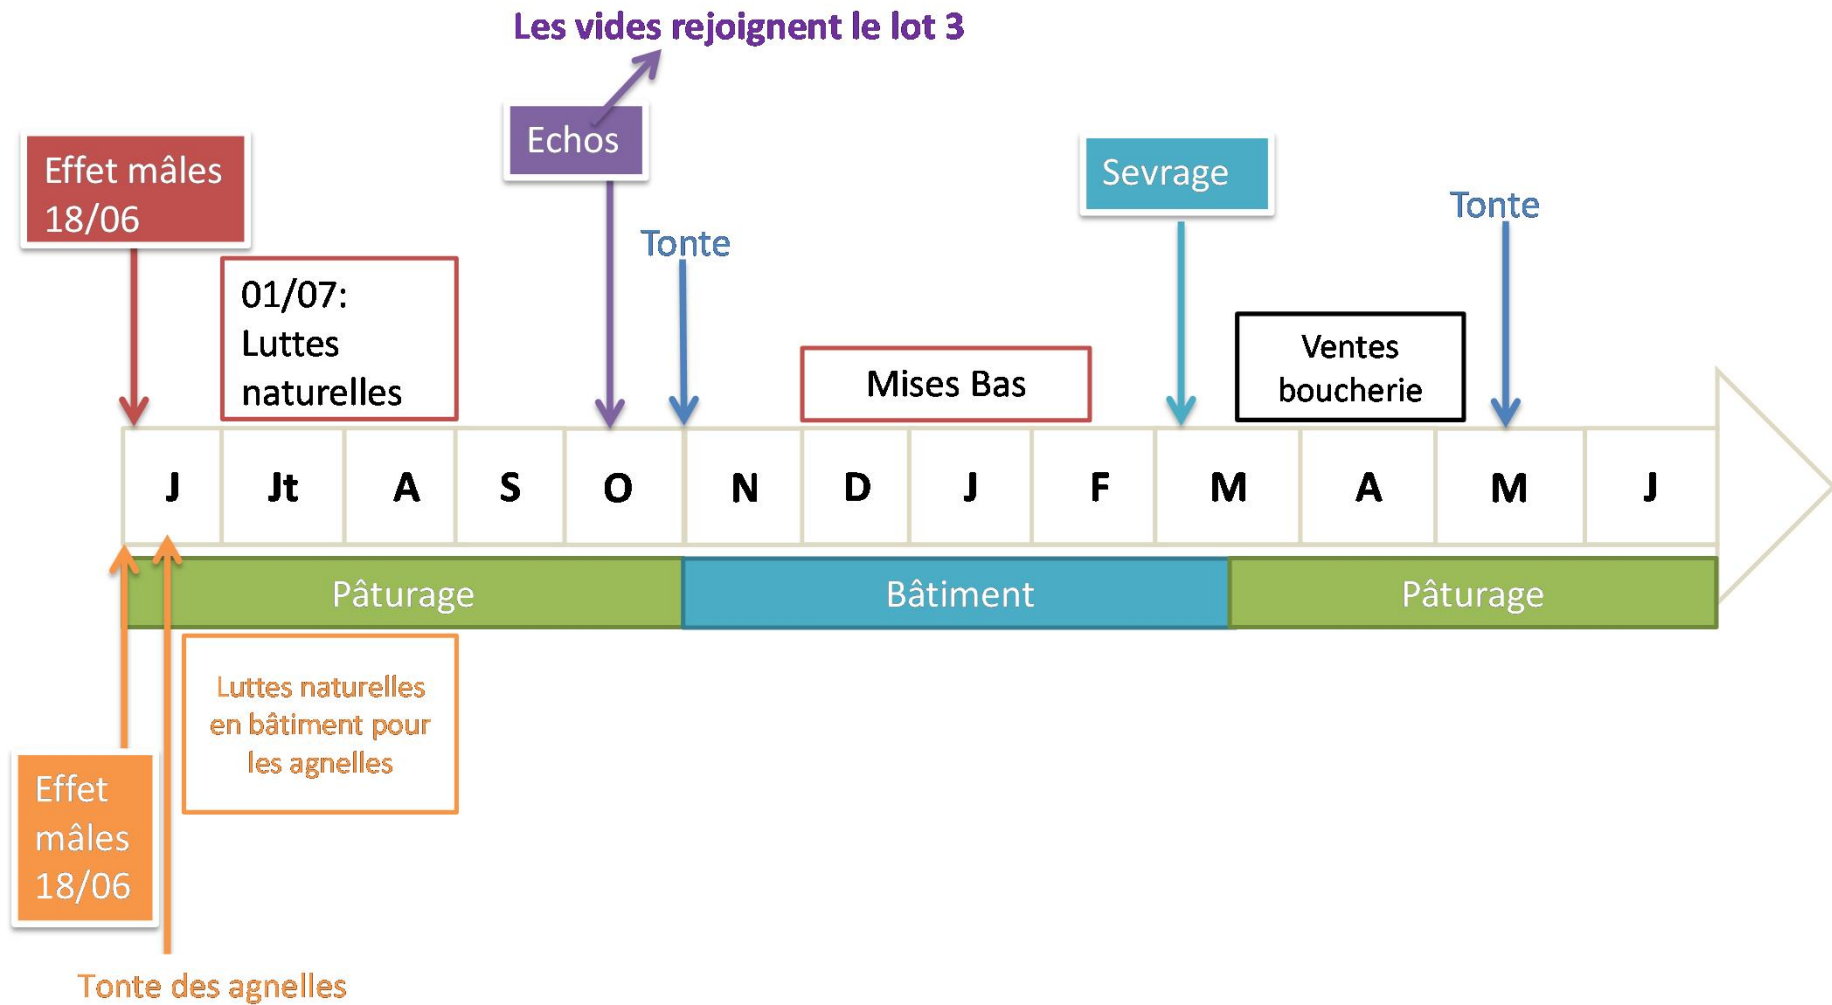 Les vides rejoignent le lot 3
Echos
Effet mâles
18/06
Sevrage
Tonte
Tonte
01/07:
Luttes
naturelles
Ventes
boucherie
Mises Bas
J Jt A S O N D J F M A M J
Pâturage Bâtiment Pâturage
Luttes naturelles
en bâtiment pour
les agnelles
Effet
mâles
18/06
Tonte des agnelles